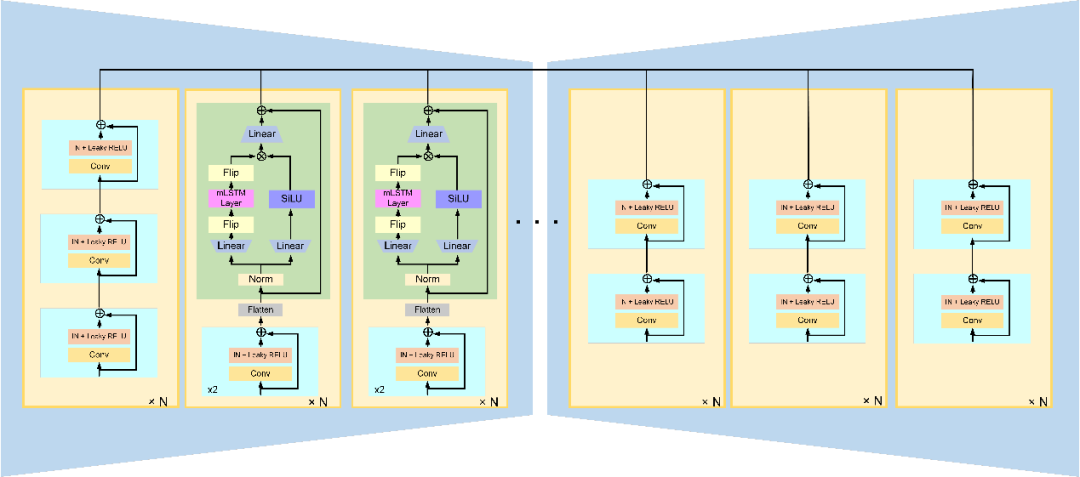 N + Leaky RELU
Conv
IN + Leaky RELU
Conv
IN + Leaky RELU
Conv
× N
Linear
Flip
mLSTM
Layer
SiLU
Flip
Linear
Linear
Norm
Flatten
IN + Leaky RELU
Conv
x2
× N
Linear
Flip
mLSTM
Layer
SiLU
Flip
Linear
Linear
Norm
Flatten
IN + Leaky RELU
Conv
x2
× N
. . .
N + Leaky RELU
Conv
N + Leaky RELU
Conv
× N
IN + Leaky RELU
Conv
IN + Leaky RELU
Conv
× N
IN + Leaky RELU
Conv
IN + Leaky RELU
Conv
× N